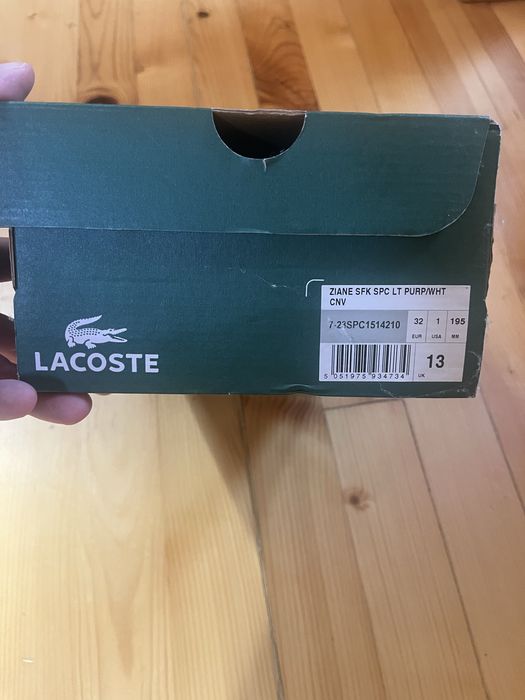 ZIANE SFK SPC LT PURP/WHT
CNV
7-23SPC1514210
32 1 195
EUR USA MM
5 051975 934734
13
UK
LACOSTE